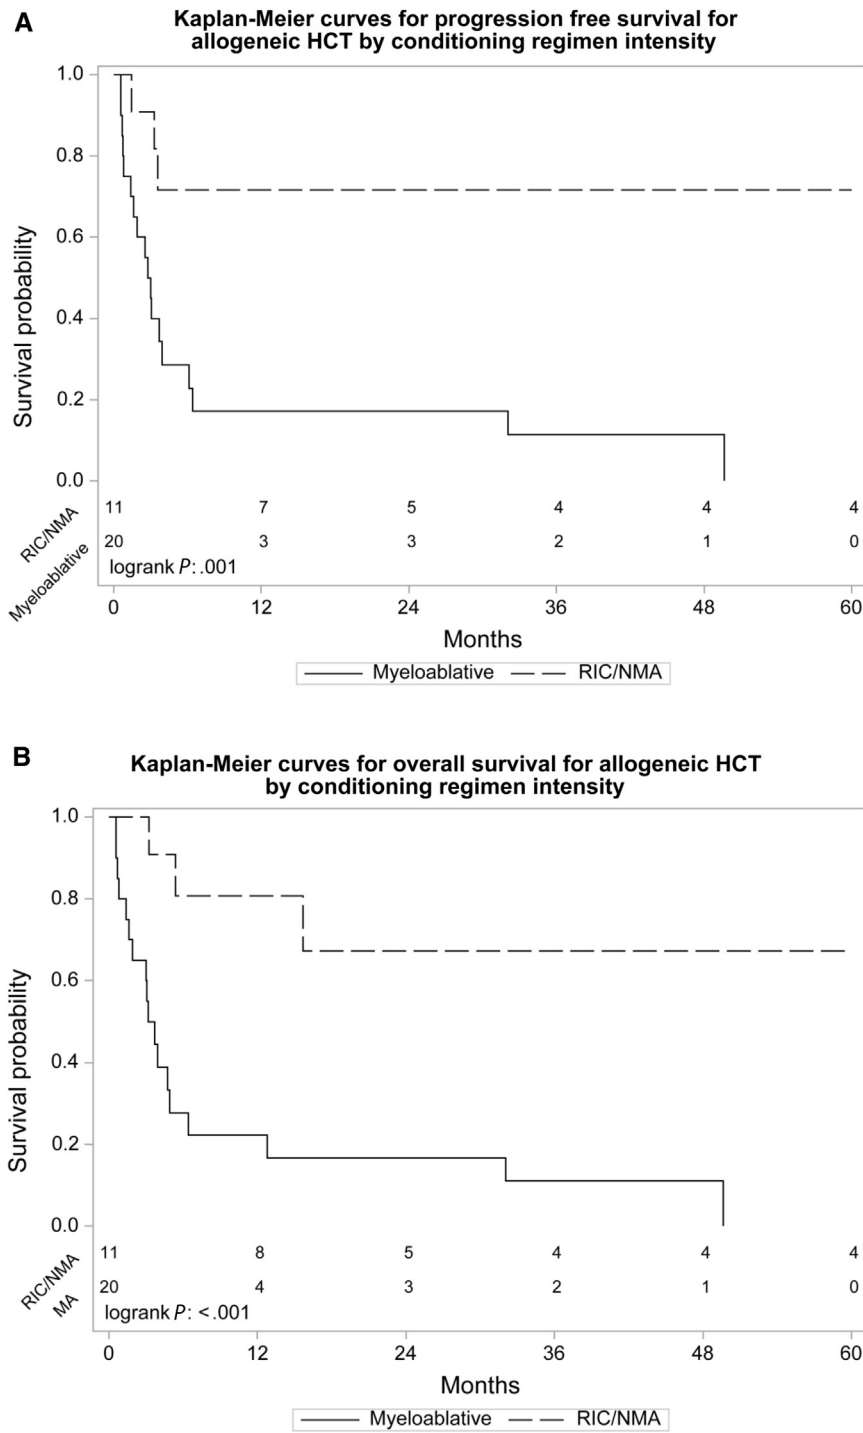 A
Kaplan-Meier curves for progression free survival for
allogeneic HCT by conditioning regimen intensity
Survival probability
1.0
0.8
0.6
0.4
0.2
0.0
RIC/NMA 11 7 5 4 4 4
Myeloablative 20 3 3 2 1 0
logrank P: .001
0 12 24 36 48 60
Months
Myeloablative RIC/NMA
B
Kaplan-Meier curves for overall survival for allogeneic HCT
by conditioning regimen intensity
Survival probability
1.0
0.8
0.6
0.4
0.2
0.0
RIC/NMA 11 8 5 4 4 4
MA 20 4 3 2 1 0
logrank P: <.001
0 12 24 36 48 60
Months
Myeloablative RIC/NMA